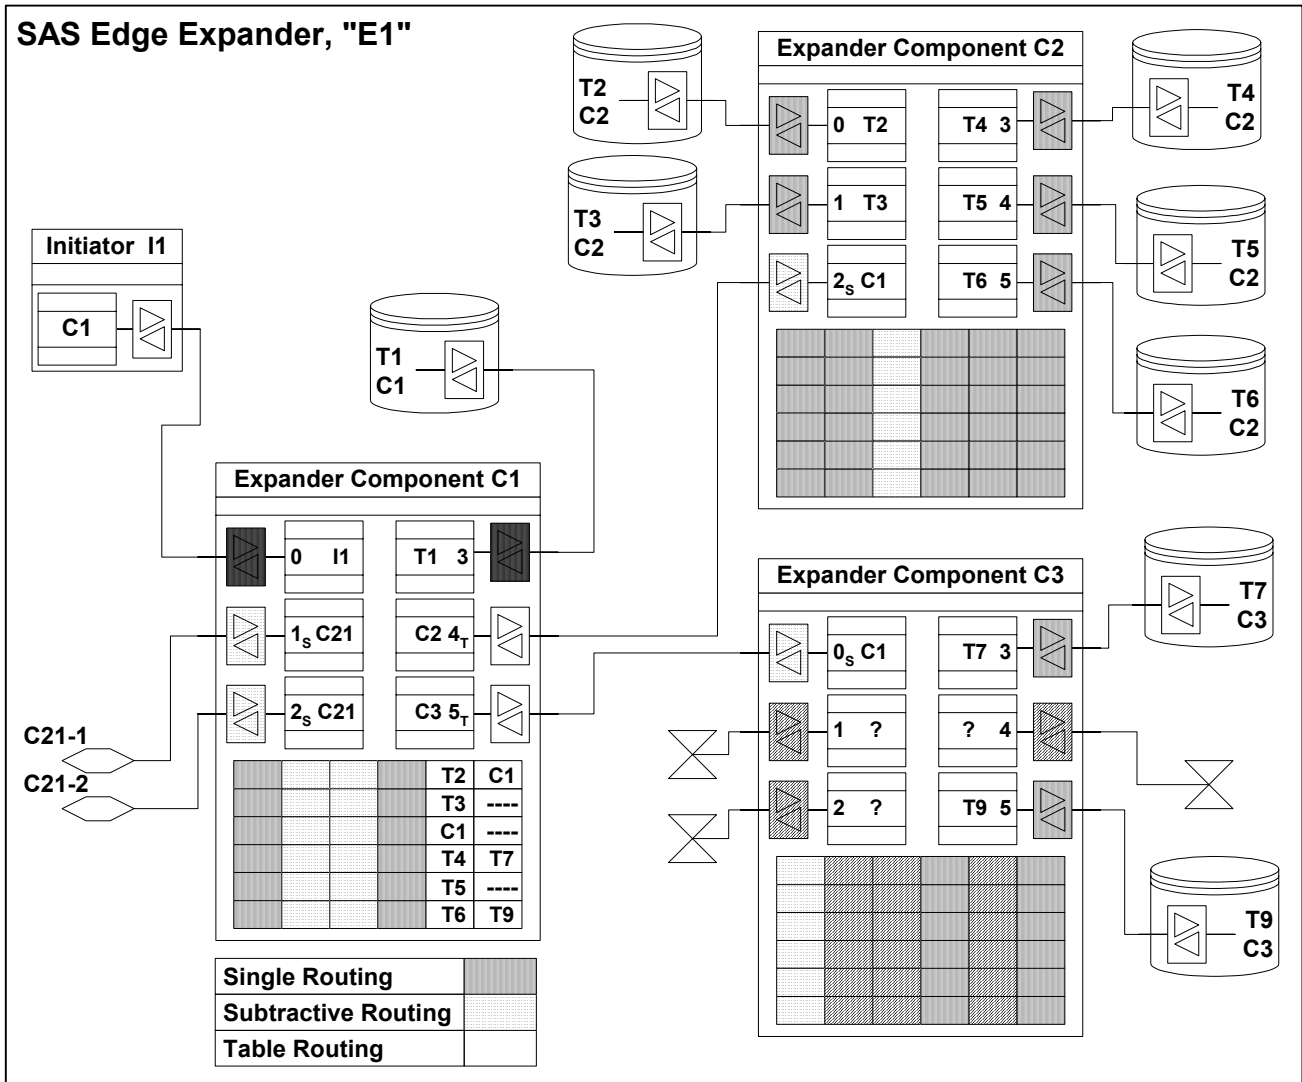 SAS Edge Expander, "E1"
T2
C2
T3
C2
Expander Component C2
0 T2
T4 3
1 T3
T5 4
2S C1
T6 5
T4
C2
T5
C2
T6
C2
Initiator I1
C1
T1
C1
Expander Component C1
0 I1
T1 3
1S C21
C2 4T
2S C21
C3 5T
C21-1
C21-2
T2 C1
T3 ----
C1 ----
T4 T7
T5 ----
T6 T9
Expander Component C3
0S C1
T7 3
1 ?
? 4
2 ?
T9 5
T7
C3
T9
C3
Single Routing
Subtractive Routing
Table Routing